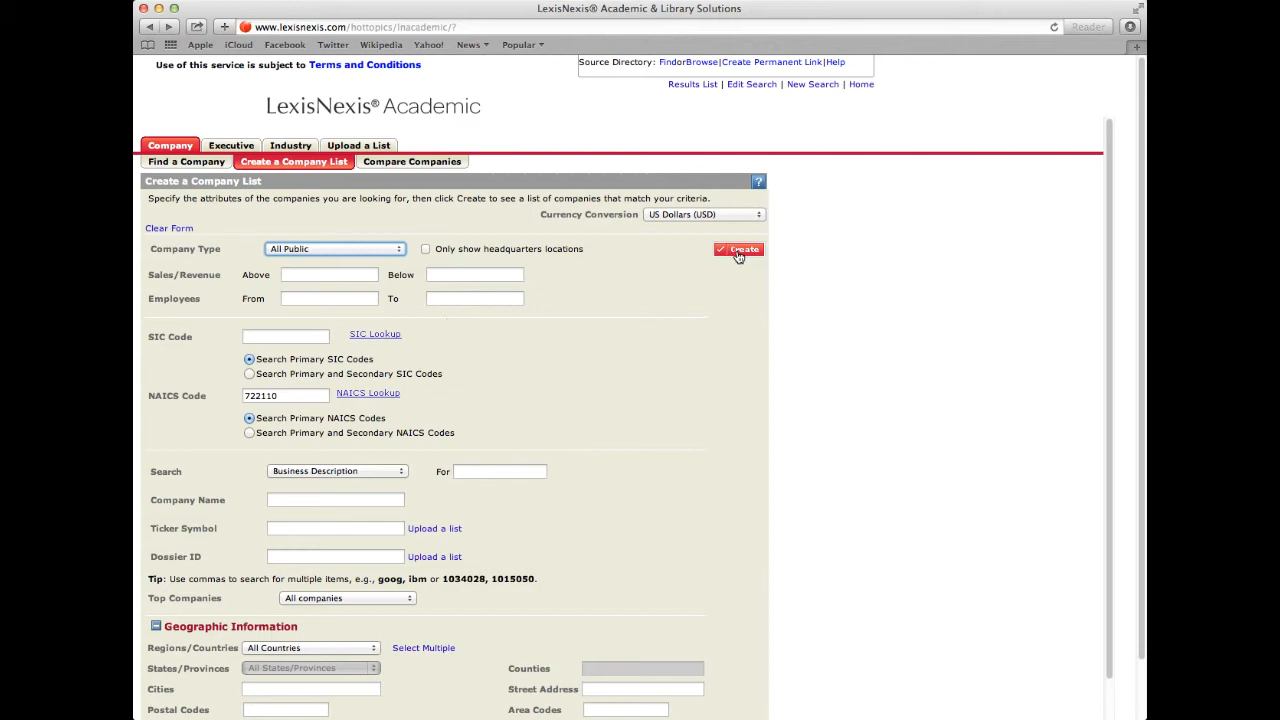 LexisNexis® Academic & Library Solutions
www.lexisnexis.com/hottopics/lnacademic/?
Reader
Apple iCloud Facebook Twitter Wikipedia Yahoo! News Popular
Use of this service is subject to Terms and Conditions
Source Directory: FindorBrowse|Create Permanent Link|Help
Results List | Edit Search | New Search | Home
LexisNexis® Academic
Company Executive Industry Upload a List
Find a Company Create a Company List Compare Companies
Create a Company List ?
Specify the attributes of the companies you are looking for, then click Create to see a list of companies that match your criteria.
Currency Conversion US Dollars (USD)
Clear Form
Company Type All Public Only show headquarters locations Create
Sales/Revenue Above Below
Employees From To
SIC Code SIC Lookup
Search Primary SIC Codes
Search Primary and Secondary SIC Codes
NAICS Code 722110 NAICS Lookup
Search Primary NAICS Codes
Search Primary and Secondary NAICS Codes
Search Business Description For
Company Name
Ticker Symbol Upload a list
Dossier ID Upload a list
Tip: Use commas to search for multiple items, e.g., goog, ibm or 1034028, 1015050.
Top Companies All companies
Geographic Information
Regions/Countries All Countries Select Multiple
States/Provinces All States/Provinces Counties
Cities Street Address
Postal Codes Area Codes